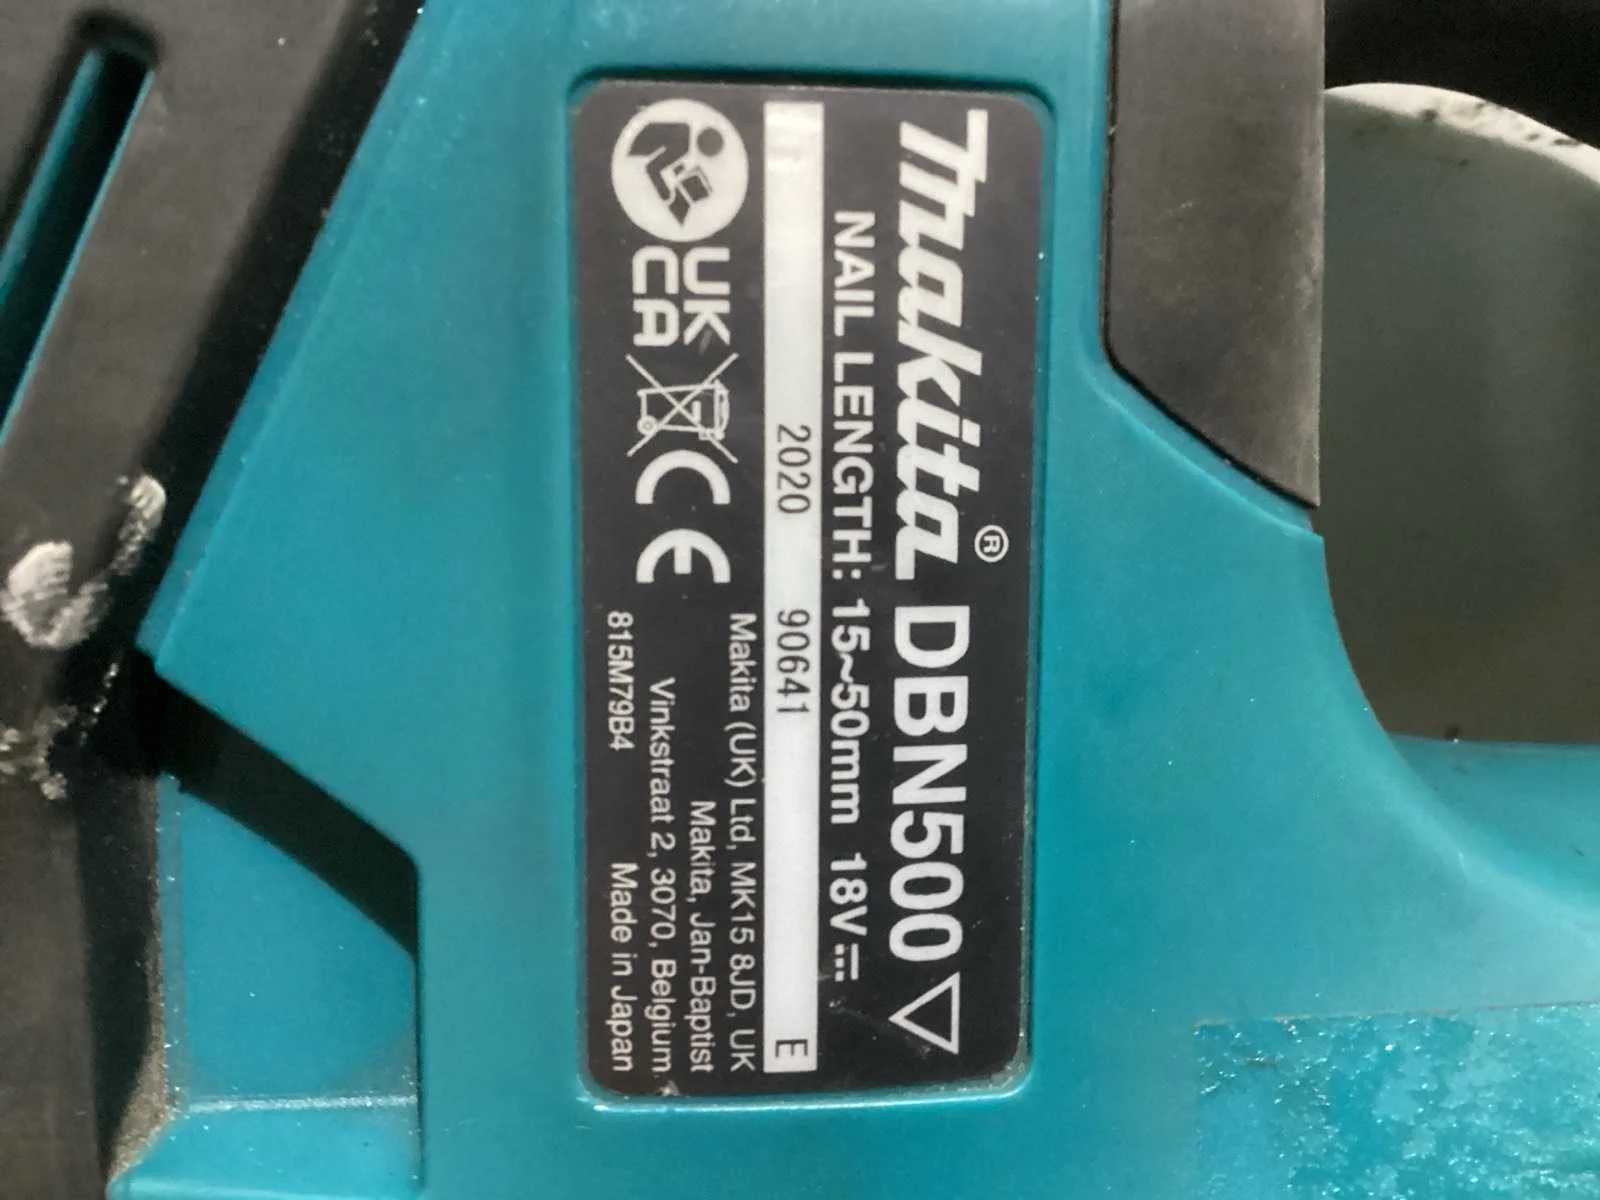 Makita® DBN500
NAIL LENGTH: 15~50mm 18V
2020 90641 E
UK CA CE
Makita (UK) Ltd, MK15 8JD, UK
Makita, Jan-Baptist
Vinkstraat 2, 3070, Belgium
815M79B4 Made in Japan